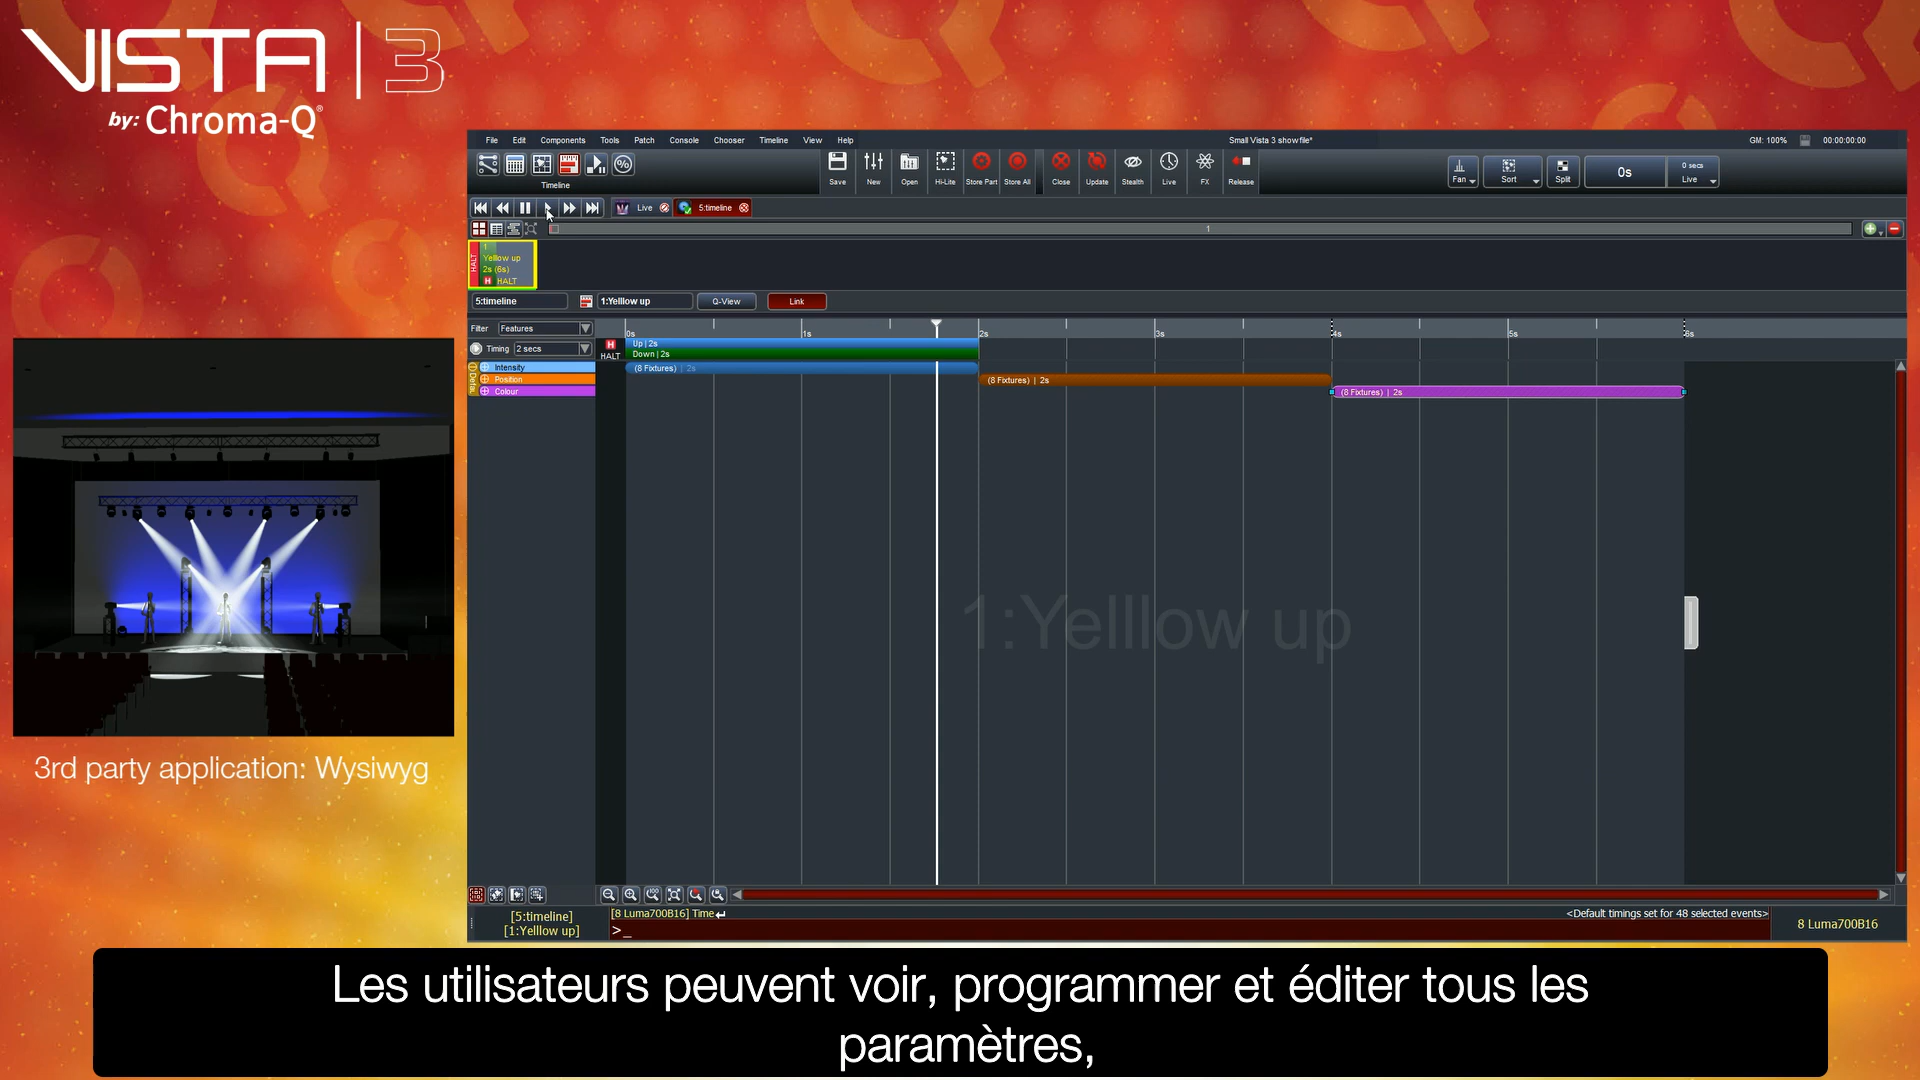 VISTA | 3
by: Chroma-Q®
File Edit Components Tools Patch Console Chooser Timeline View Help
Small Vista 3 showfile*
GM: 100%
00:00:00:00
Timeline
Save New Open Hi-Lite Store Part Store All Close Update Stealth Live FX Release
Fan Sort Split 0s 0 secs Live
Live 5:timeline
1
1
Yelllow up
2s (6s)
H HALT
HALT
5:timeline 1:Yelllow up Q-View Link
Filter Features
0s 1s 2s 3s 4s 5s 6s
Timing 2 secs
H
HALT
Up | 2s
Down | 2s
Intensity
(8 Fixtures) | 2s
Position
(8 Fixtures) | 2s
Colour
(8 Fixtures) | 2s
1:Yelllow up
3rd party application: Wysiwyg
[5:timeline]
[1:Yelllow up]
[8 Luma700B16] Time
<Default timings set for 48 selected events>
>_
8 Luma700B16
Les utilisateurs peuvent voir, programmer et éditer tous les
paramètres,